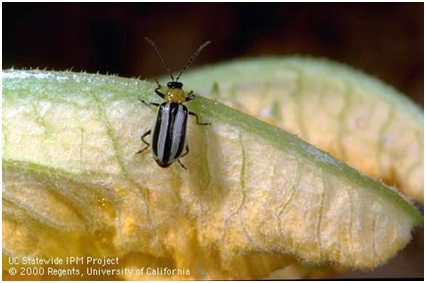 UC Statewide IPM Project
© 2000 Regents, University of California